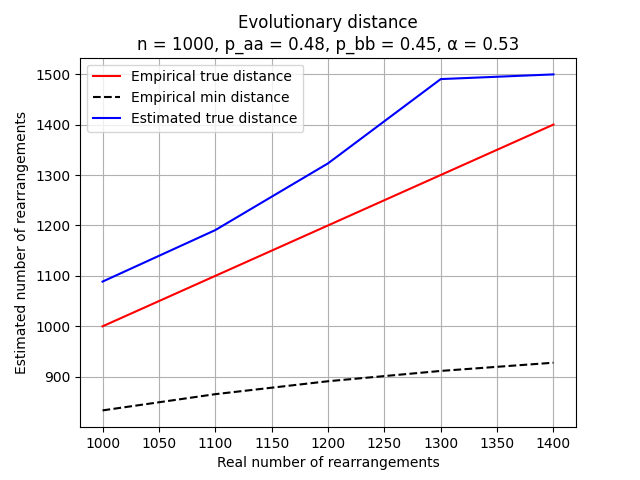 Evolutionary distance
n = 1000, p_aa = 0.48, p_bb = 0.45, α = 0.53
Empirical true distance
Empirical min distance
Estimated true distance
Estimated number of rearrangements
1500
1400
1300
1200
1100
1000
900
1000 1050 1100 1150 1200 1250 1300 1350 1400
Real number of rearrangements